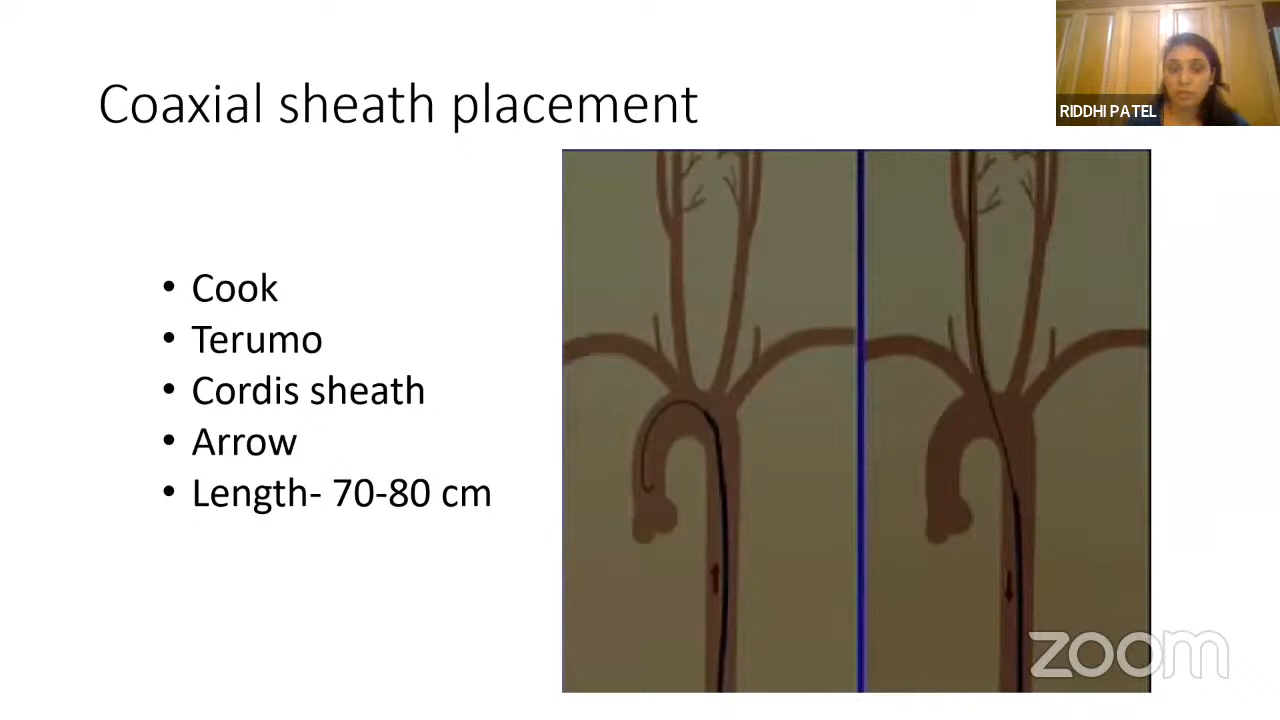 Coaxial sheath placement
RIDDHI PATEL
• Cook
• Terumo
• Cordis sheath
• Arrow
• Length- 70-80 cm
zoom